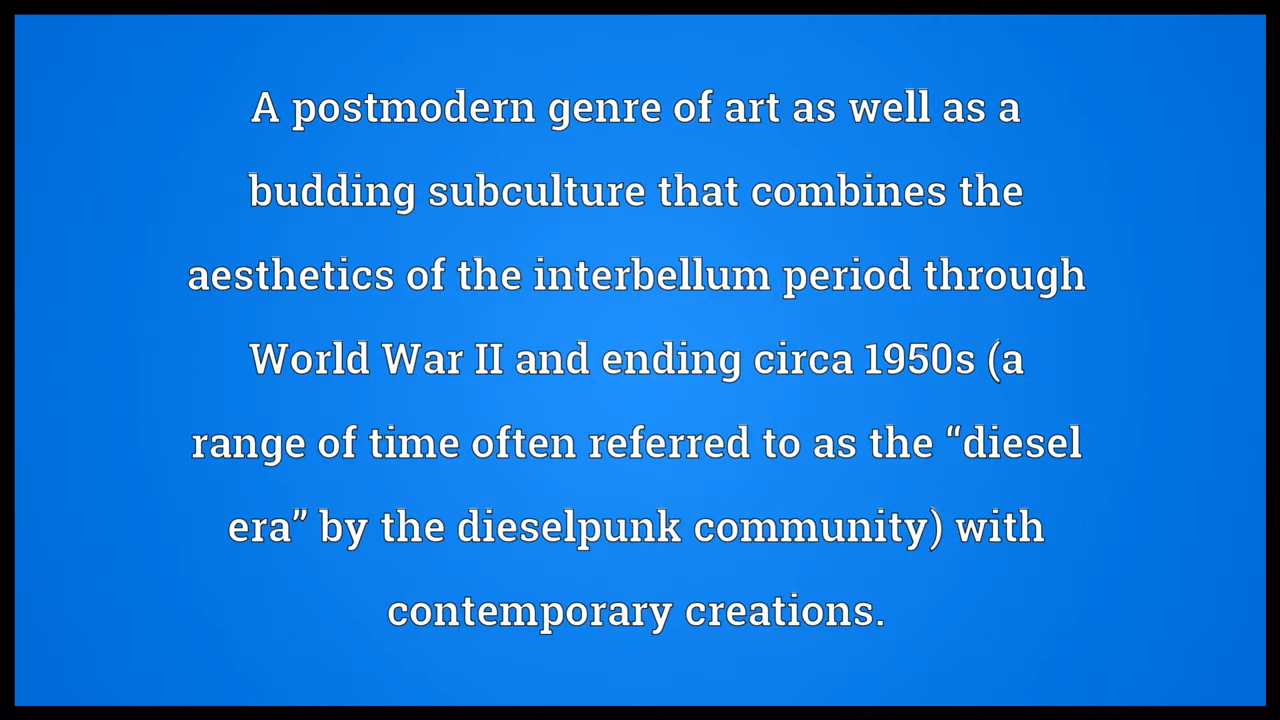 A postmodern genre of art as well as a
budding subculture that combines the
aesthetics of the interbellum period through
World War II and ending circa 1950s (a
range of time often referred to as the “diesel
era” by the dieselpunk community) with
contemporary creations.